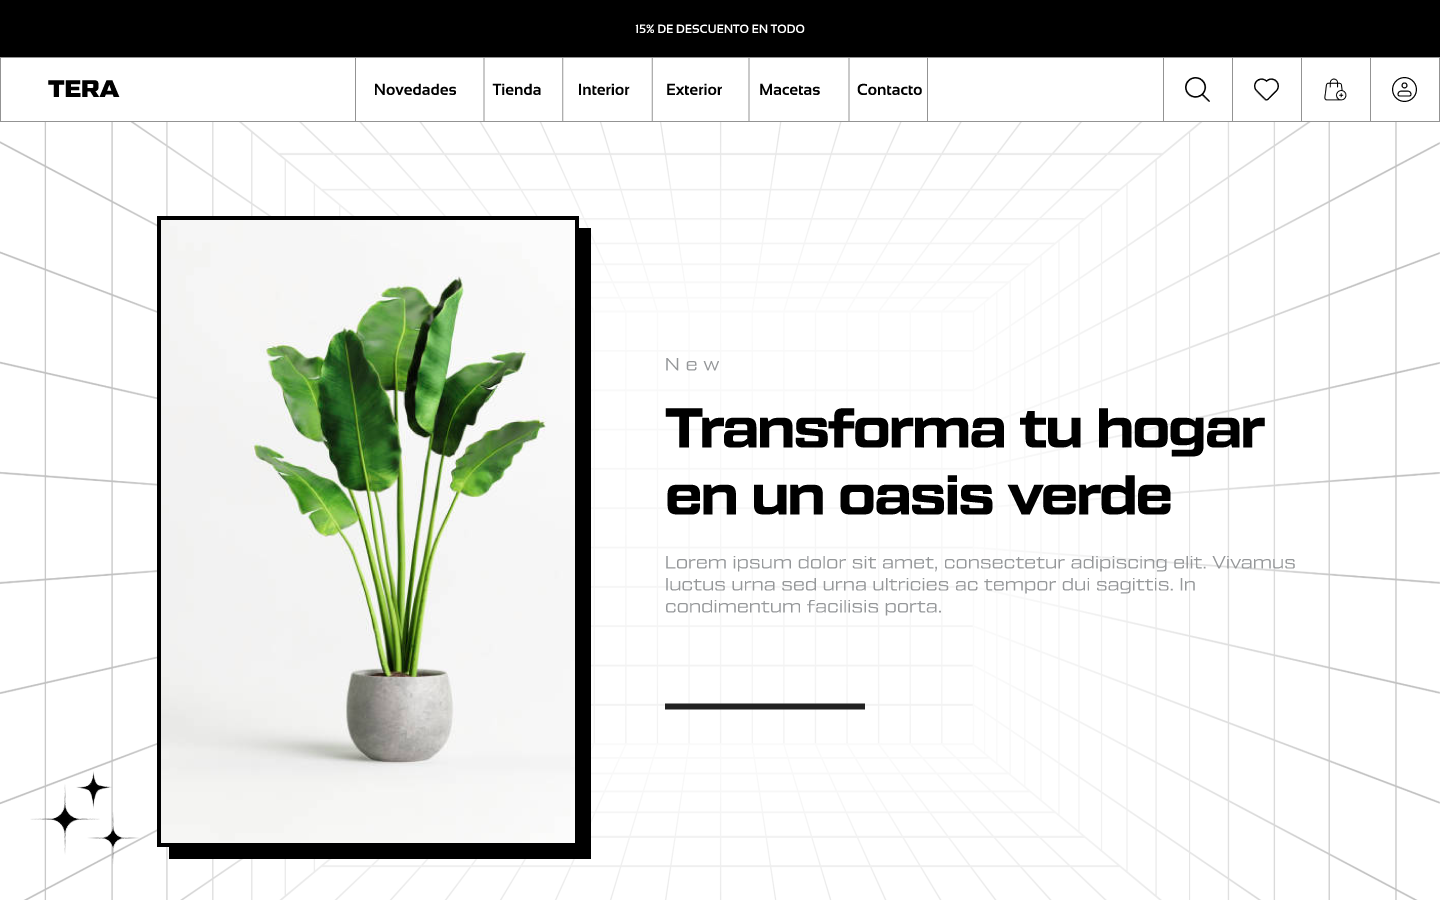 15% DE DESCUENTO EN TODO
TERA
Novedades
Tienda
Interior
Exterior
Macetas
Contacto
New
Transforma tu hogar
en un oasis verde
Lorem ipsum dolor sit amet, consectetur adipiscing elit. Vivamus
luctus urna sed urna ultricies ac tempor dui sagittis. In
condimentum facilisis porta.